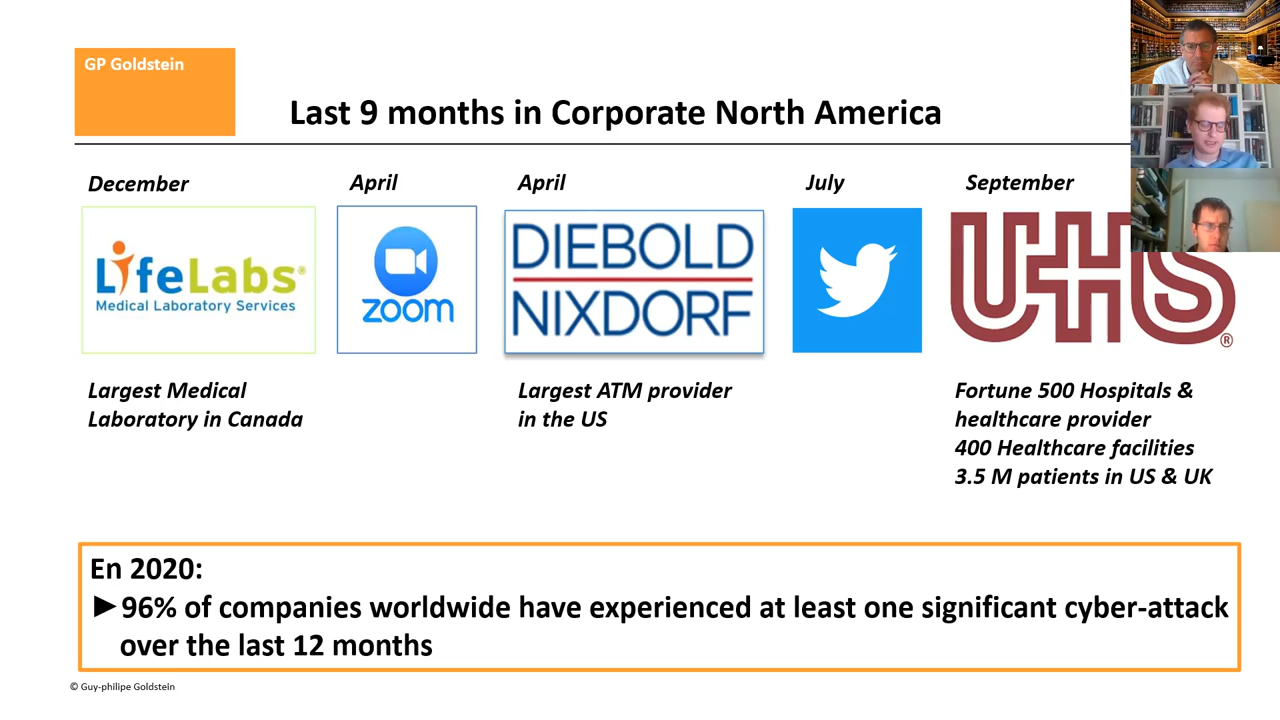 GP Goldstein
Last 9 months in Corporate North America
December
April
April
July
September
LifeLabs®
Medical Laboratory Services
zoom
DIEBOLD
NIXDORF
UHS®
Largest Medical
Laboratory in Canada
Largest ATM provider
in the US
Fortune 500 Hospitals &
healthcare provider
400 Healthcare facilities
3.5 M patients in US & UK
En 2020:
►96% of companies worldwide have experienced at least one significant cyber-attack
over the last 12 months
© Guy-philipe Goldstein